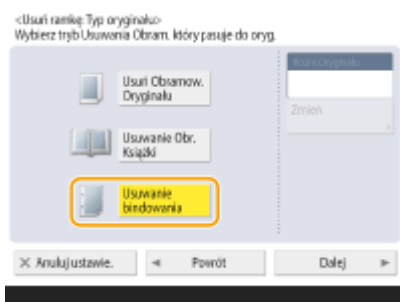 <Usuń ramkę: Typ oryginału>
Wybierz tryb Usuwania Obram. który pasuje do oryg.
Rozm.Oryginału
Usuń Obramow.
Oryginału
Zmień
Usuwanie Obr.
Książki
Usuwanie
bindowania
Anuluj ustawie.
Powrót
Dalej